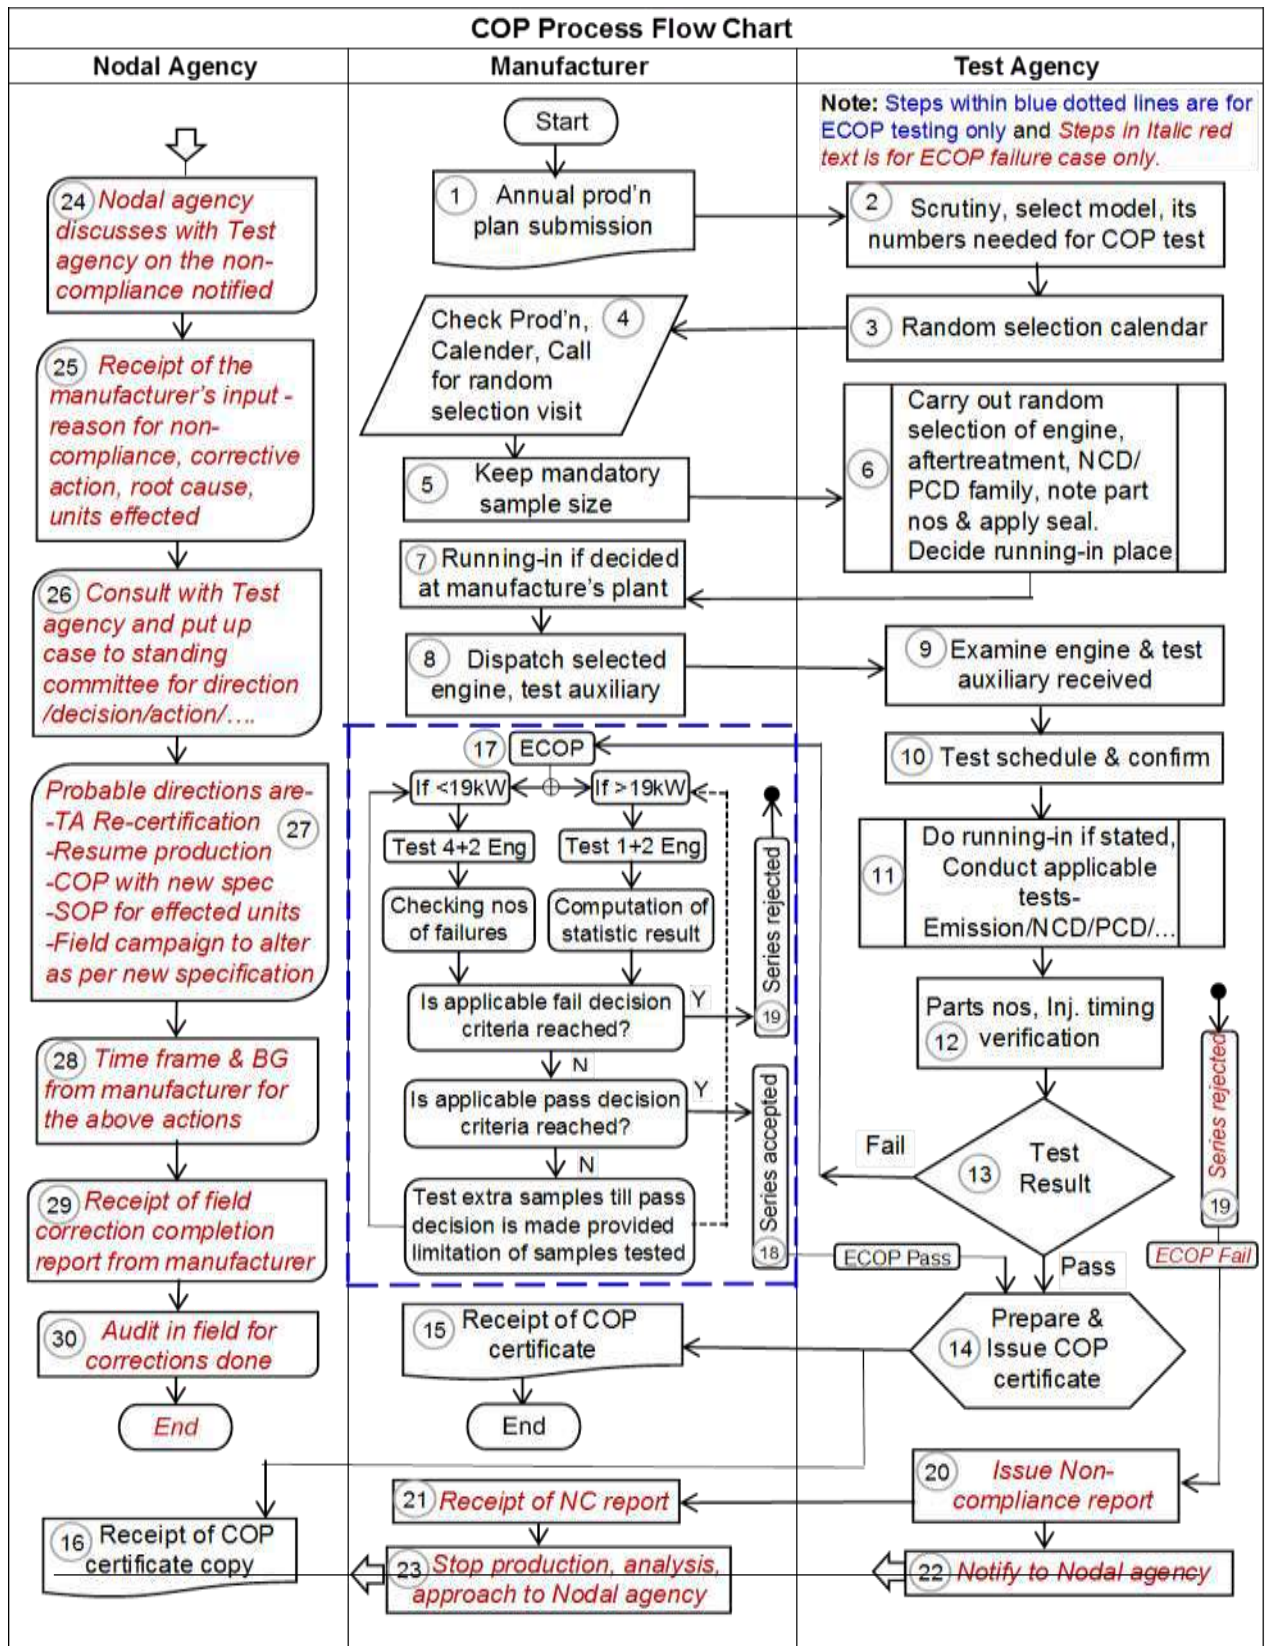 COP Process Flow Chart
Nodal Agency
Manufacturer
Test Agency
Note: Steps within blue dotted lines are for
ECOP testing only and Steps in Italic red
text is for ECOP failure case only.
Start
1 Annual prod'n
plan submission
2 Scrutiny, select model, its
numbers needed for COP test
3 Random selection calendar
Check Prod'n, 4
Calender, Call
for random
selection visit
5 Keep mandatory
sample size
6
Carry out random
selection of engine,
aftertreatment, NCD/
PCD family, note part
nos & apply seal.
Decide running-in place
7 Running-in if decided
at manufacture's plant
8 Dispatch selected
engine, test auxiliary
9 Examine engine & test
auxiliary received
10 Test schedule & confirm
11
Do running-in if stated,
Conduct applicable
tests-
Emission/NCD/PCD/...
Parts nos, Inj. timing
12 verification
13 Test
Result
Fail
Pass
17 ECOP
If <19kW
If >19kW
Test 4+2 Eng
Test 1+2 Eng
Checking nos
of failures
Computation of
statistic result
Is applicable fail decision
criteria reached?
Y
N
Is applicable pass decision
criteria reached?
Y
N
Test extra samples till pass
decision is made provided
limitation of samples tested
19 Series rejected
18 Series accepted
ECOP Pass
19 Series rejected
ECOP Fail
Prepare &
14 Issue COP
certificate
15 Receipt of COP
certificate
End
16 Receipt of COP
certificate copy
20 Issue Non-
compliance report
21 Receipt of NC report
22 Notify to Nodal agency
23 Stop production, analysis,
approach to Nodal agency
24 Nodal agency
discusses with Test
agency on the non-
compliance notified
25 Receipt of the
manufacturer's input -
reason for non-
compliance, corrective
action, root cause,
units effected
26 Consult with Test
agency and put up
case to standing
committee for direction
/decision/action/....
Probable directions are-
-TA Re-certification 27
-Resume production
-COP with new spec
-SOP for effected units
-Field campaign to alter
as per new specification
28 Time frame & BG
from manufacturer for
the above actions
29 Receipt of field
correction completion
report from manufacturer
30 Audit in field for
corrections done
End